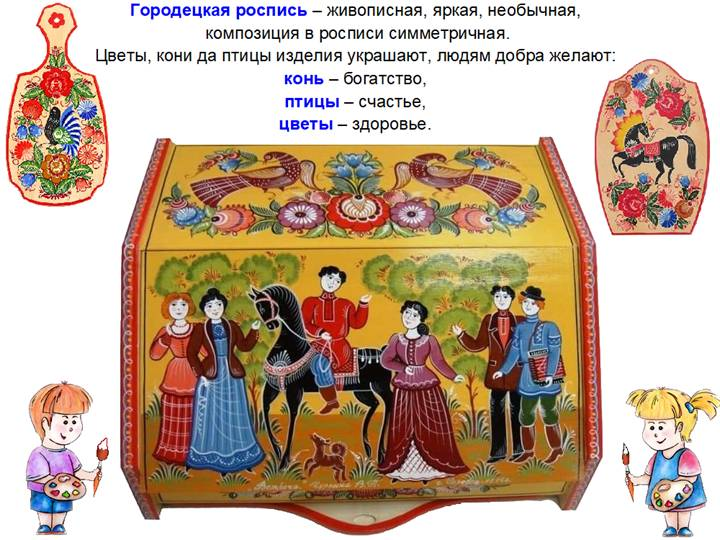 Городецкая роспись – живописная, яркая, необычная,
композиция в росписи симметричная.
Цветы, кони да птицы изделия украшают, людям добра желают:
конь – богатство,
птицы – счастье,
цветы – здоровье.